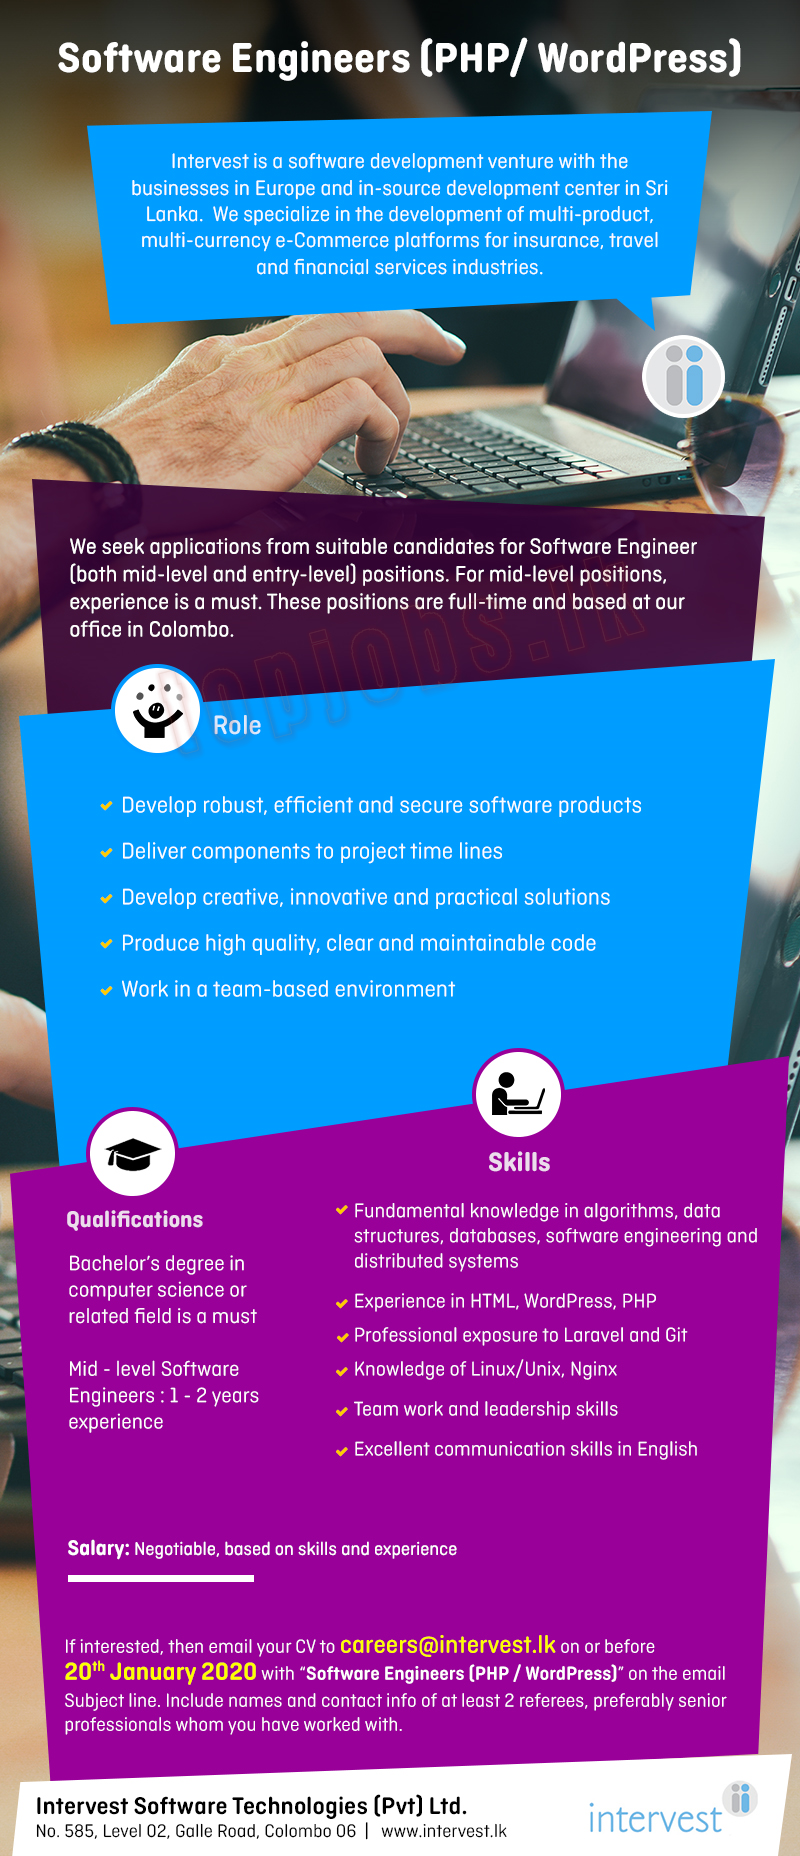 Software Engineers (PHP/ WordPress)
Intervest is a software development venture with the
businesses in Europe and in-source development center in Sri
Lanka.  We specialize in the development of multi-product,
multi-currency e-Commerce platforms for insurance, travel
and financial services industries.
We seek applications from suitable candidates for Software Engineer
(both mid-level and entry-level) positions. For mid-level positions,
experience is a must. These positions are full-time and based at our
office in Colombo.
topjobs.lk
Role
Develop robust, efficient and secure software products
Deliver components to project time lines
Develop creative, innovative and practical solutions
Produce high quality, clear and maintainable code
Work in a team-based environment
Qualifications
Bachelor's degree in
computer science or
related field is a must
Mid - level Software
Engineers : 1 - 2 years
experience
Skills
Fundamental knowledge in algorithms, data
structures, databases, software engineering and
distributed systems
Experience in HTML, WordPress, PHP
Professional exposure to Laravel and Git
Knowledge of Linux/Unix, Nginx
Team work and leadership skills
Excellent communication skills in English
Salary: Negotiable, based on skills and experience
If interested, then email your CV to careers@intervest.lk on or before
20th January 2020 with “Software Engineers (PHP / WordPress)” on the email
Subject line. Include names and contact info of at least 2 referees, preferably senior
professionals whom you have worked with.
Intervest Software Technologies (Pvt) Ltd.
No. 585, Level 02, Galle Road, Colombo 06 | www.intervest.lk
intervest